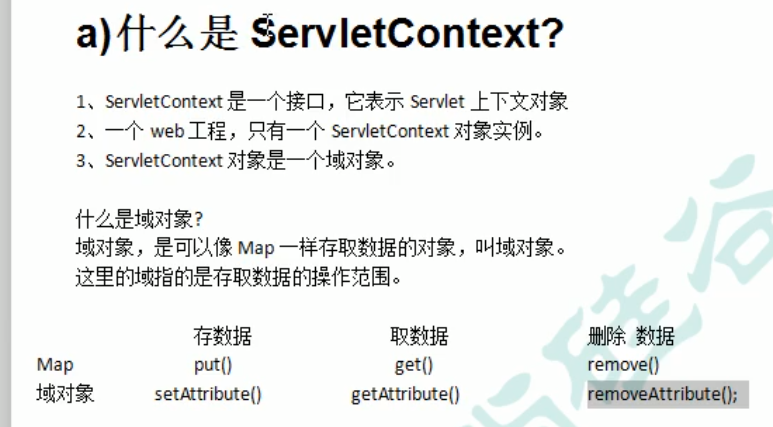 a)什么是 ServletContext?
1、ServletContext 是一个接口，它表示 Servlet 上下文对象
2、一个 web 工程，只有一个 ServletContext 对象实例。
3、ServletContext 对象是一个域对象。
什么是域对象?
域对象，是可以像 Map 一样存取数据的对象，叫域对象。
这里的域指的是存取数据的操作范围。
存数据 取数据 删除 数据
Map put() get() remove()
域对象 setAttribute() getAttribute() removeAttribute();
硅谷